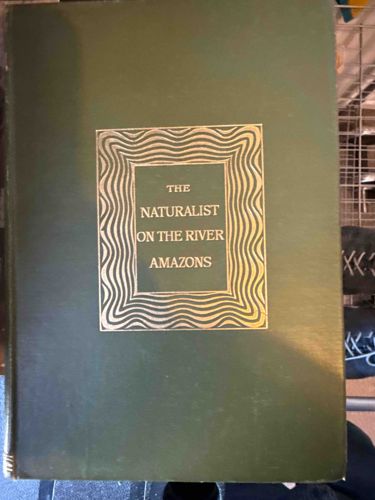 THE
NATURALIST
ON THE RIVER
AMAZONS